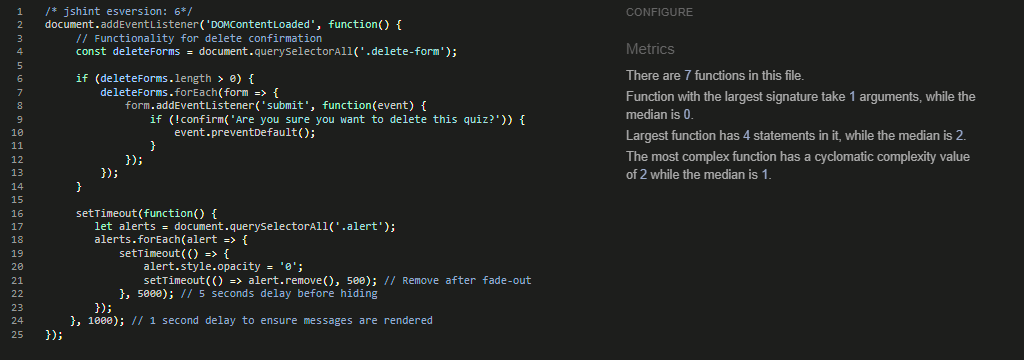 1 /* jshint esversion: 6*/
2 document.addEventListener('DOMContentLoaded', function() {
3 // Functionality for delete confirmation
4 const deleteForms = document.querySelectorAll('.delete-form');
5
6 if (deleteForms.length > 0) {
7 deleteForms.forEach(form => {
8 form.addEventListener('submit', function(event) {
9 if (!confirm('Are you sure you want to delete this quiz?')) {
10 event.preventDefault();
11 }
12 });
13 });
14 }
15
16 setTimeout(function() {
17 let alerts = document.querySelectorAll('.alert');
18 alerts.forEach(alert => {
19 setTimeout(() => {
20 alert.style.opacity = '0';
21 setTimeout(() => alert.remove(), 500); // Remove after fade-out
22 }, 5000); // 5 seconds delay before hiding
23 });
24 }, 1000); // 1 second delay to ensure messages are rendered
25 });
CONFIGURE
Metrics
There are 7 functions in this file.
Function with the largest signature take 1 arguments, while the
median is 0.
Largest function has 4 statements in it, while the median is 2.
The most complex function has a cyclomatic complexity value
of 2 while the median is 1.